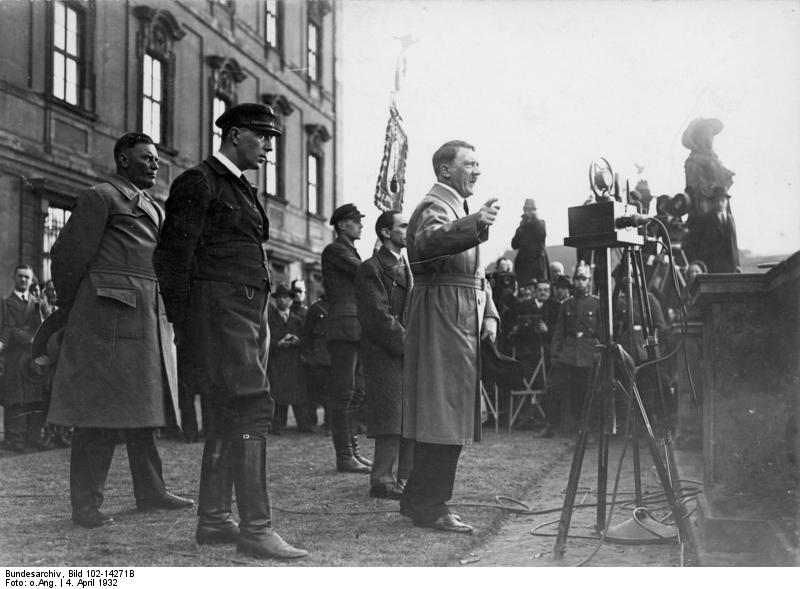 Bundesarchiv, Bild 102-14271B
Foto: o.Ang. | 4. April 1932